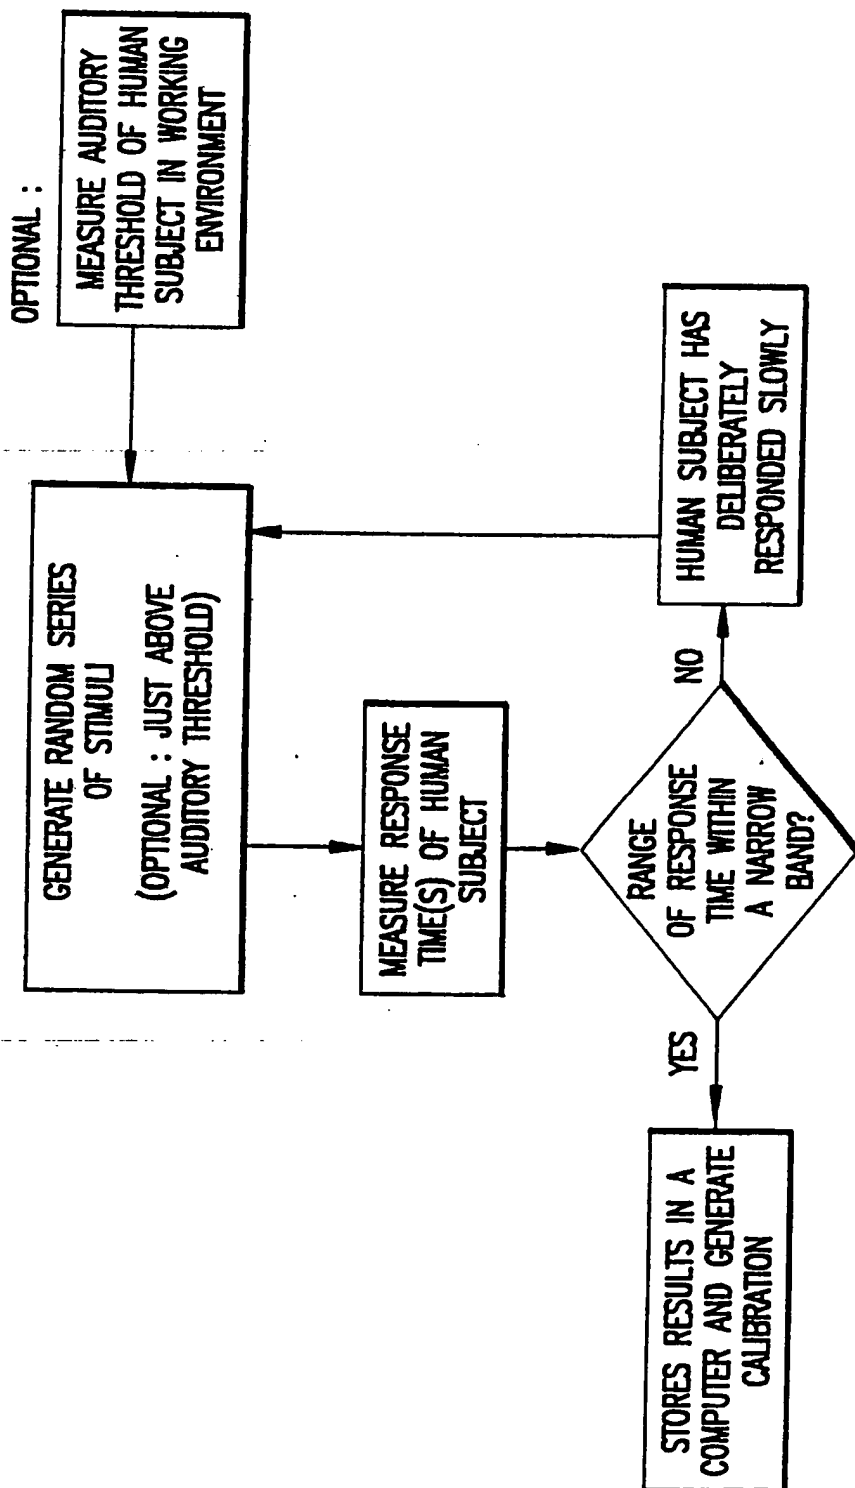 OPTIONAL :
MEASURE AUDITORY
THRESHOLD OF HUMAN
SUBJECT IN WORKING
ENVIRONMENT
GENERATE RANDOM SERIES
OF STIMULI
(OPTIONAL : JUST ABOVE
AUDITORY THRESHOLD)
MEASURE RESPONSE
TIME(S) OF HUMAN
SUBJECT
RANGE
OF RESPONSE
TIME WITHIN
A NARROW
BAND?
NO
HUMAN SUBJECT HAS
DELIBERATELY
RESPONDED SLOWLY
YES
STORES RESULTS IN A
COMPUTER AND GENERATE
CALIBRATION